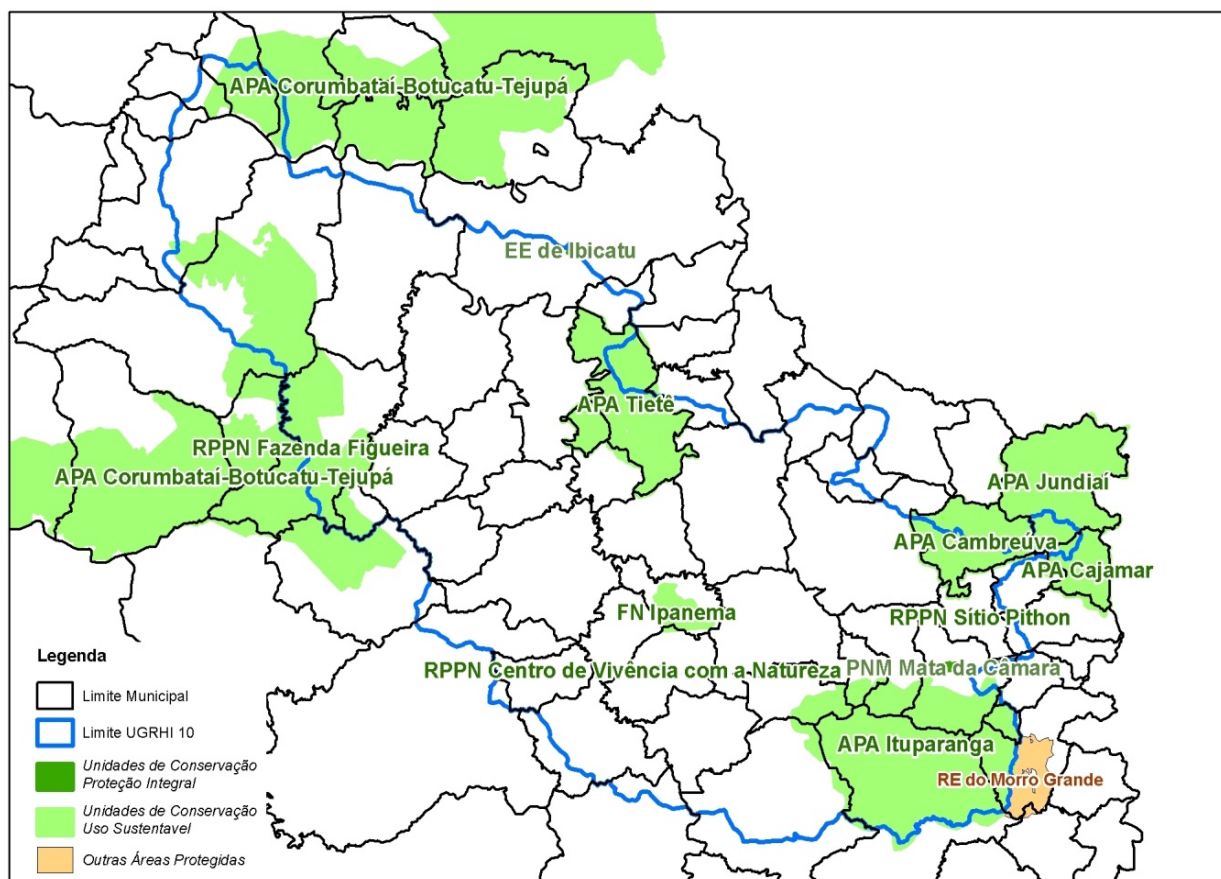 APA Corumbataí-Botucatu-Tejupá
EE de Ibicatu
APA Tietê
RPPN Fazenda Figueira
APA Corumbataí-Botucatu-Tejupá
APA Jundiaí
APA Cambreúva
APA Cajamar
FN Ipanema
RPPN Sítio Pithon
RPPN Centro de Vivência com a Natureza
PNM Mata da Câmara
APA Ituparanga
RE do Morro Grande
Legenda
Limite Municipal
Limite UGRHI 10
Unidades de Conservação
Proteção Integral
Unidades de Conservação
Uso Sustentavel
Outras Áreas Protegidas